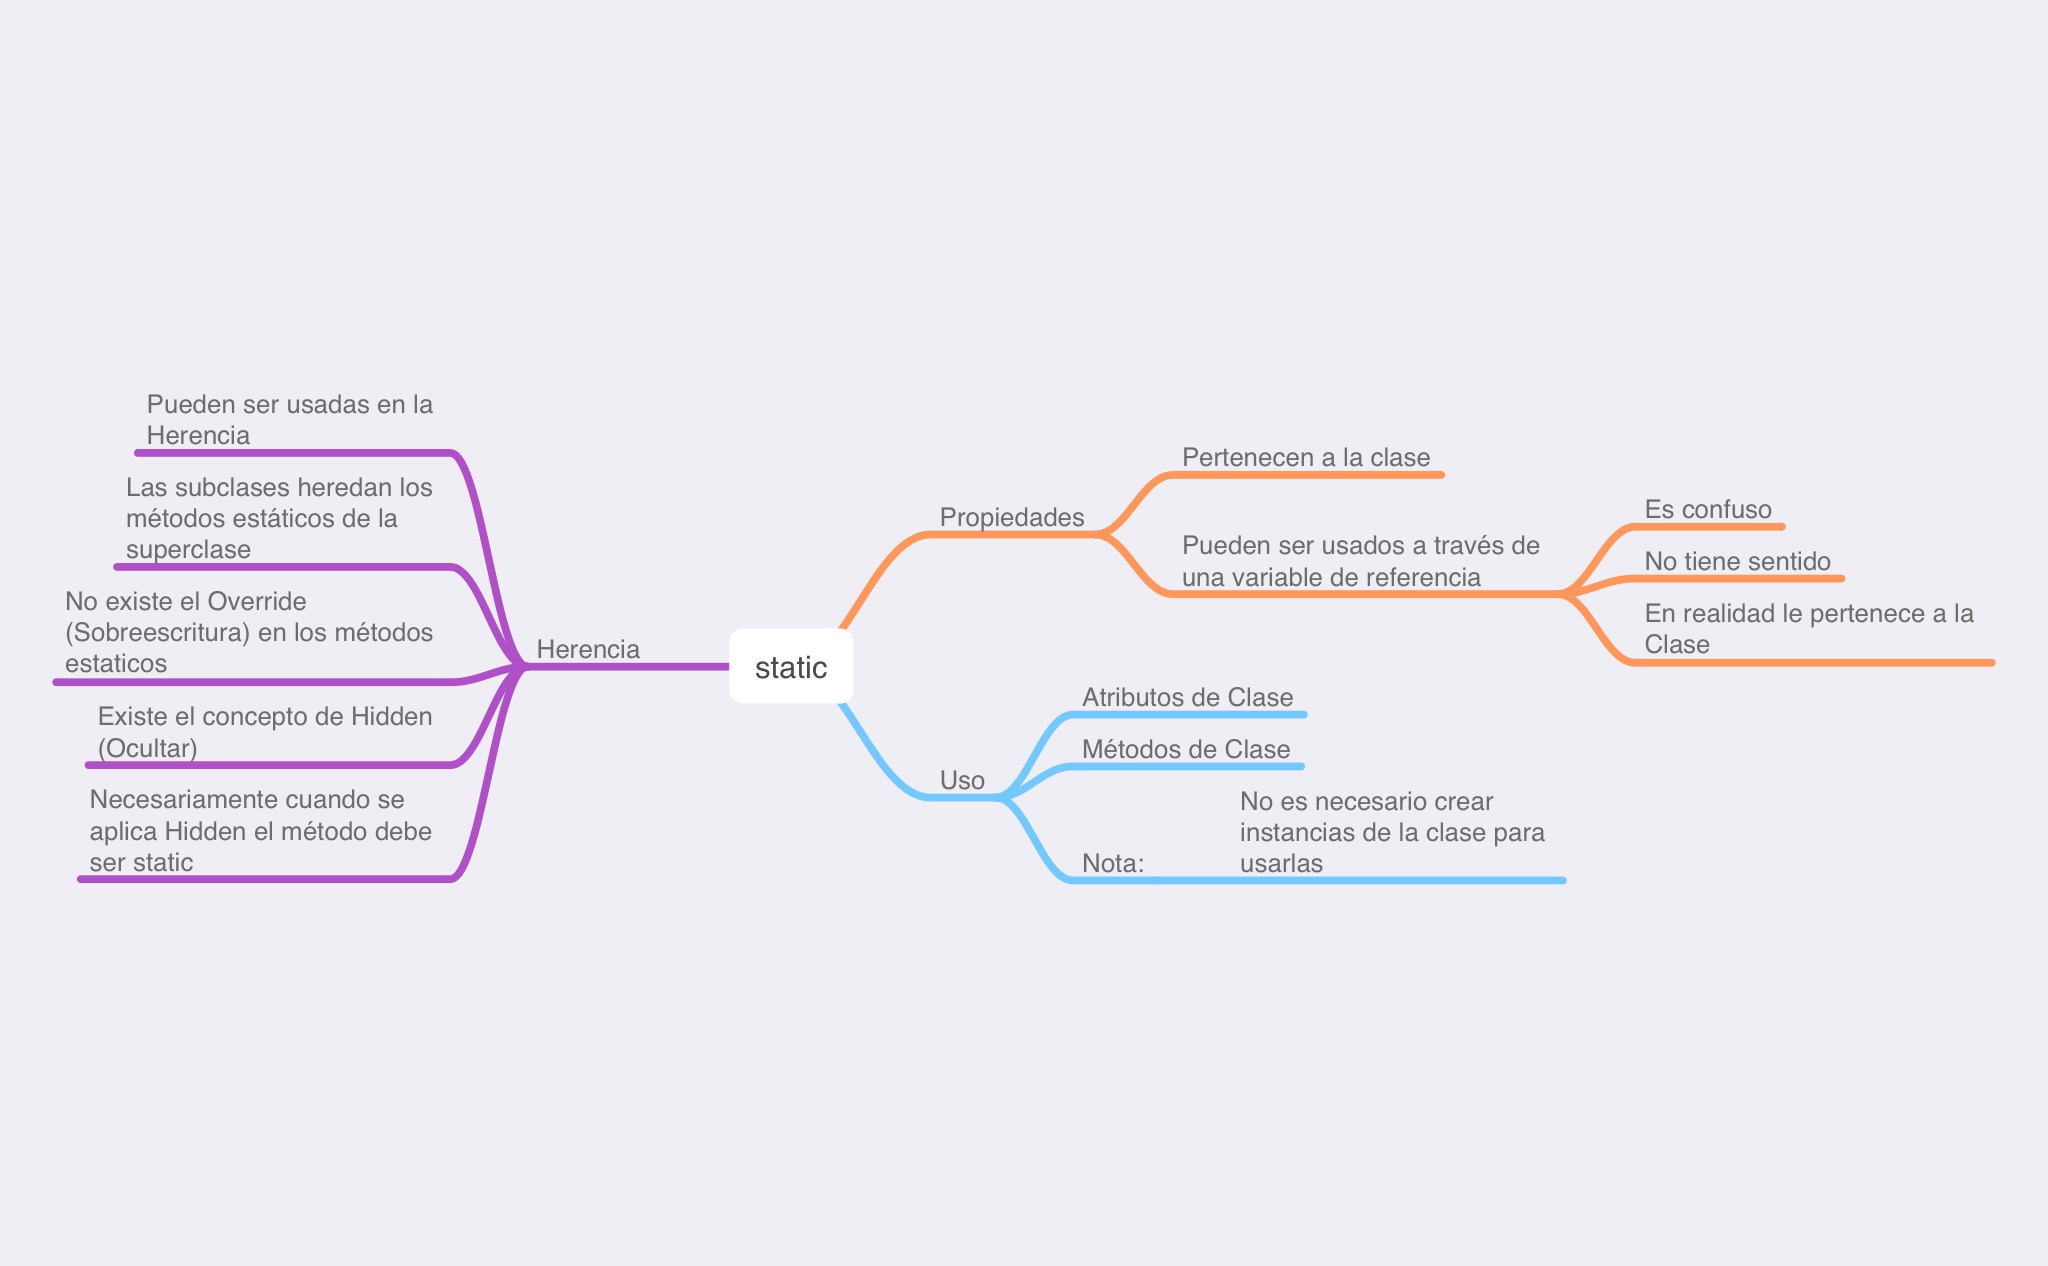 static
Propiedades
Pertenecen a la clase
Pueden ser usados a través de
una variable de referencia
Es confuso
No tiene sentido
En realidad le pertenece a la
Clase
Uso
Atributos de Clase
Métodos de Clase
Nota:
No es necesario crear
instancias de la clase para
usarlas
Herencia
Pueden ser usadas en la
Herencia
Las subclases heredan los
métodos estáticos de la
superclase
No existe el Override
(Sobreescritura) en los métodos
estaticos
Existe el concepto de Hidden
(Ocultar)
Necesariamente cuando se
aplica Hidden el método debe
ser static